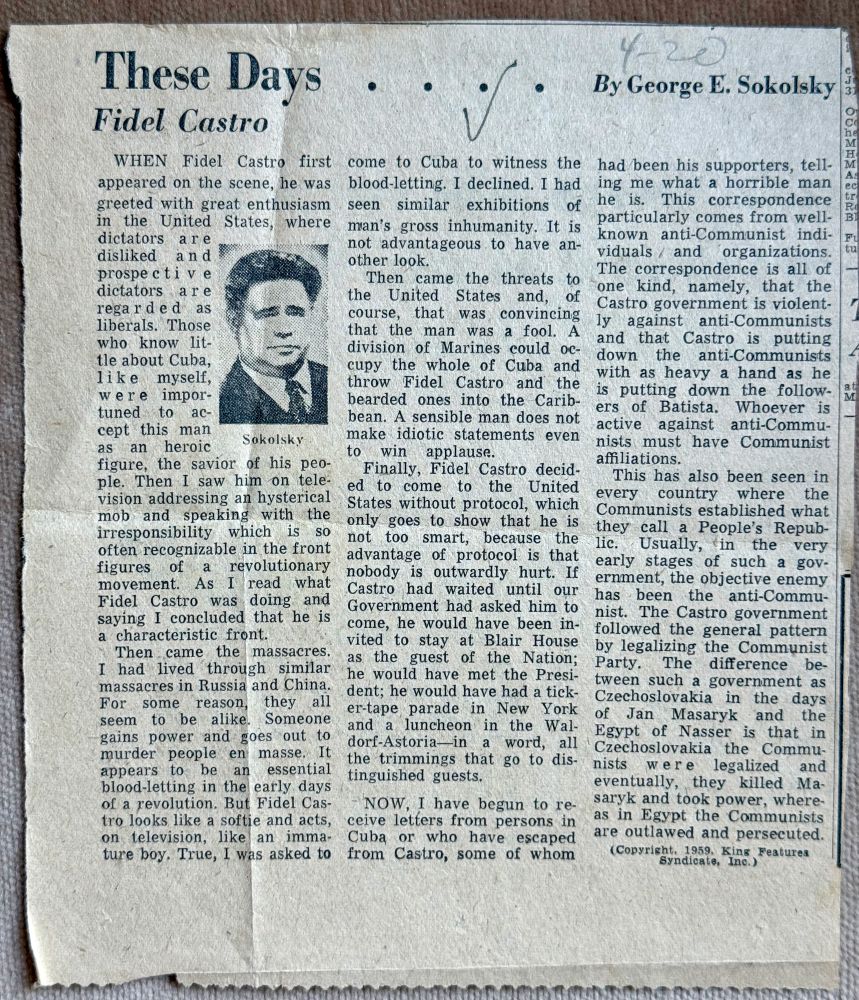 4-20
These Days . . . .
By George E. Sokolsky
Fidel Castro
WHEN Fidel Castro first
appeared on the scene, he was
greeted with great enthusiasm
in the United States, where
dictators are
disliked and
prospective
dictators are
regarded as
liberals. Those
who know lit-
tle about Cuba,
like myself,
were impor-
tuned to ac-
cept this man
as an heroic
Sokolsky
figure, the savior of his peo-
ple. Then I saw him on tele-
vision addressing an hysterical
mob and speaking with the
irresponsibility which is so
often recognizable in the front
figures of a revolutionary
movement. As I read what
Fidel Castro was doing and
saying I concluded that he is
a characteristic front.
Then came the massacres.
I had lived through similar
massacres in Russia and China.
For some reason, they all
seem to be alike. Someone
gains power and goes out to
murder people en masse. It
appears to be an essential
blood-letting in the early days
of a revolution. But Fidel Cas-
tro looks like a softie and acts,
on television, like an imma-
ture boy. True, I was asked to
come to Cuba to witness the
blood-letting. I declined. I had
seen similar exhibitions of
man's gross inhumanity. It is
not advantageous to have an-
other look.
Then came the threats to
the United States and, of
course, that was convincing
that the man was a fool. A
division of Marines could oc-
cupy the whole of Cuba and
throw Fidel Castro and the
bearded ones into the Carib-
bean. A sensible man does not
make idiotic statements even
to win applause.
Finally, Fidel Castro decid-
ed to come to the United
States without protocol, which
only goes to show that he is
not too smart, because the
advantage of protocol is that
nobody is outwardly hurt. If
Castro had waited until our
Government had asked him to
come, he would have been in-
vited to stay at Blair House
as the guest of the Nation;
he would have met the Presi-
dent; he would have had a tick-
er-tape parade in New York
and a luncheon in the Wal-
dorf-Astoria—in a word, all
the trimmings that go to dis-
tinguished guests.
NOW, I have begun to re-
ceive letters from persons in
Cuba or who have escaped
from Castro, some of whom
had been his supporters, tell-
ing me what a horrible man
he is. This correspondence
particularly comes from well-
known anti-Communist indi-
viduals and organizations.
The correspondence is all of
one kind, namely, that the
Castro government is violent-
ly against anti-Communists
and that Castro is putting
down the anti-Communists
with as heavy a hand as he
is putting down the follow-
ers of Batista. Whoever is
active against anti-Commu-
nists must have Communist
affiliations.
This has also been seen in
every country where the
Communists established what
they call a People's Repub-
lic. Usually, in the very
early stages of such a gov-
ernment, the objective enemy
has been the anti-Commu-
nist. The Castro government
followed the general pattern
by legalizing the Communist
Party. The difference be-
tween such a government as
Czechoslovakia in the days
of Jan Masaryk and the
Egypt of Nasser is that in
Czechoslovakia the Commu-
nists were legalized and
eventually, they killed Ma-
saryk and took power, where-
as in Egypt the Communists
are outlawed and persecuted.
(Copyright, 1959, King Features
Syndicate, Inc.)